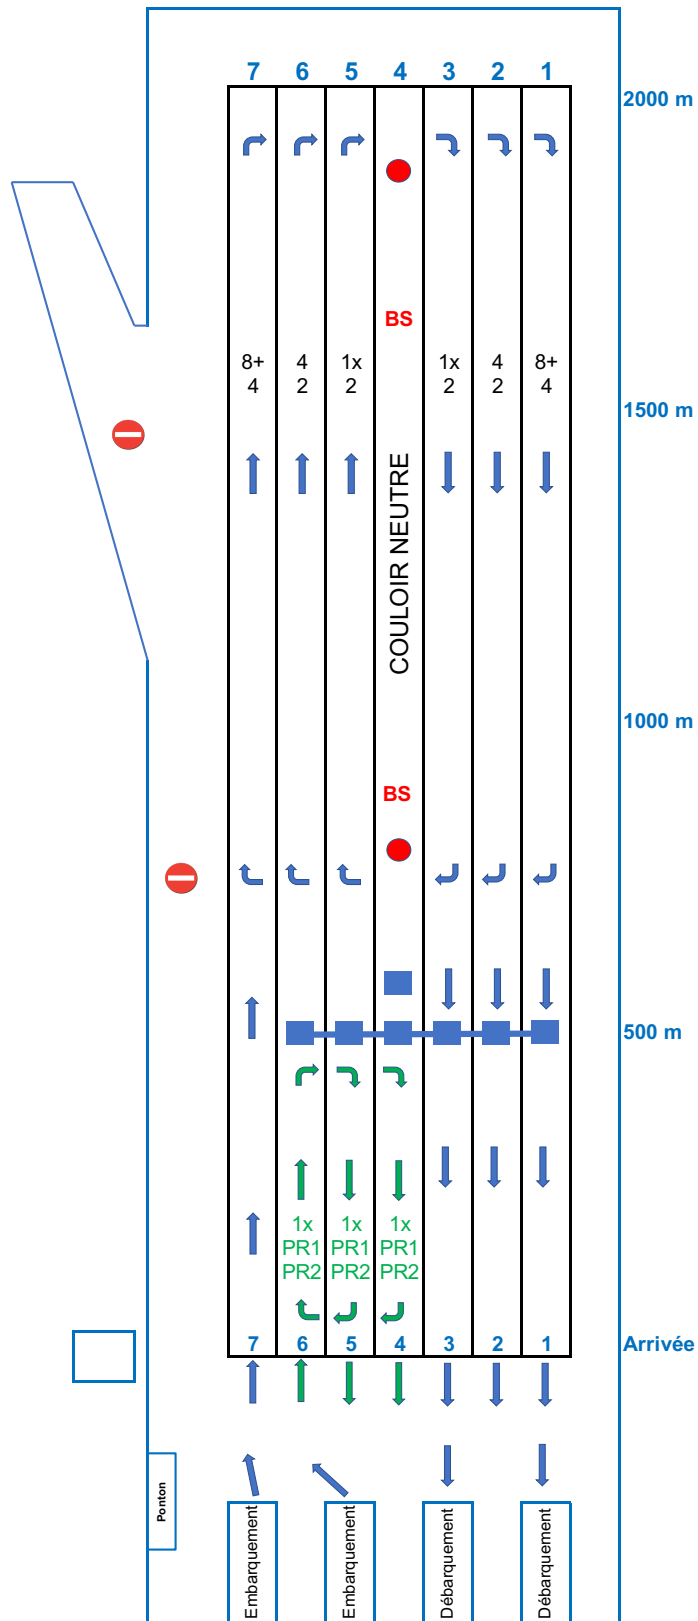 7 6 5 4 3 2 1
2000 m
BS
8+ 4 1x 1x 4 8+
4 2 2 2 2 4
1500 m
COULOIR NEUTRE
1000 m
BS
500 m
1x 1x 1x
PR1 PR1 PR1
PR2 PR2 PR2
7 6 5 4 3 2 1
Arrivée
Ponton
Embarquement
Embarquement
Débarquement
Débarquement